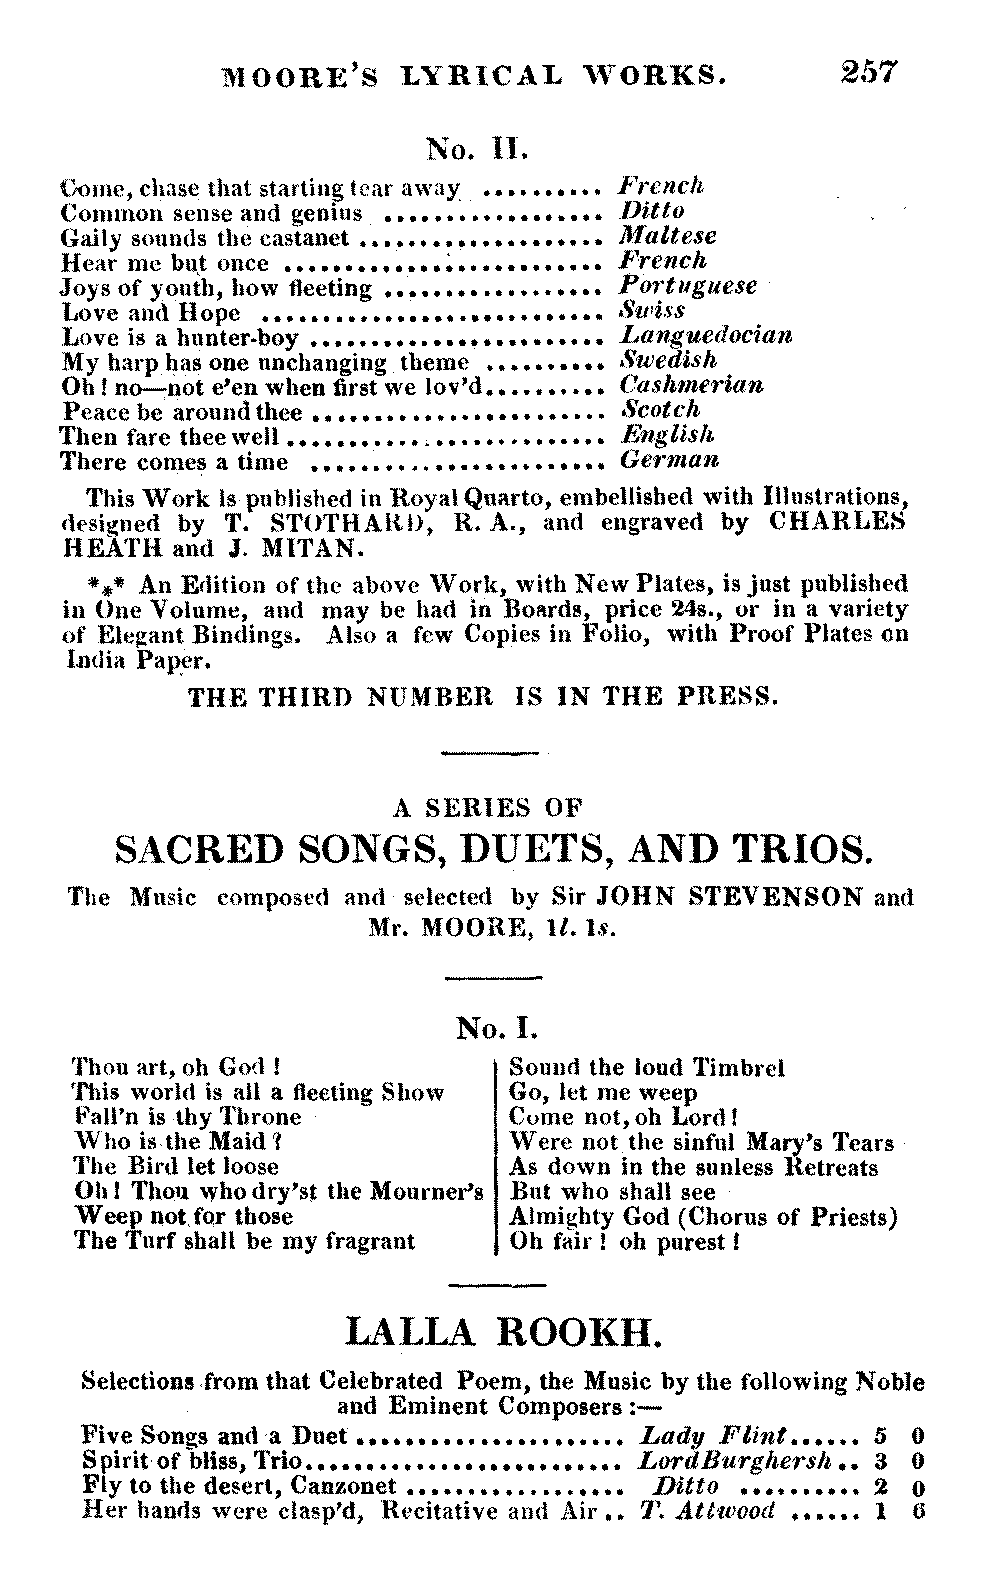 MOORE'S LYRICAL WORKS. 257
No. II.
Come, chase that starting tear away .......... French
Common sense and genius .................. Ditto
Gaily sounds the castanet .................... Maltese
Hear me but once .......................... French
Joys of youth, how fleeting .................. Portuguese
Love and Hope ............................ Swiss
Love is a hunter-boy ........................ Languedocian
My harp has one unchanging theme .......... Swedish
Oh! no—not e'en when first we lov'd.......... Cashmerian
Peace be around thee ........................ Scotch
Then fare thee well .......................... English
There comes a time ........................ German
This Work is published in Royal Quarto, embellished with Illustrations,
designed by T. STOTHARD, R. A., and engraved by CHARLES
HEATH and J. MITAN.
*⁎* An Edition of the above Work, with New Plates, is just published
in One Volume, and may be had in Boards, price 24s., or in a variety
of Elegant Bindings. Also a few Copies in Folio, with Proof Plates on
India Paper.
THE THIRD NUMBER IS IN THE PRESS.
A SERIES OF
SACRED SONGS, DUETS, AND TRIOS.
The Music composed and selected by Sir JOHN STEVENSON and
Mr. MOORE, 1l. 1s.
No. I.
Thou art, oh God!
This world is all a fleeting Show
Fall'n is thy Throne
Who is the Maid?
The Bird let loose
Oh! Thou who dry'st the Mourner's
Weep not for those
The Turf shall be my fragrant
Sound the loud Timbrel
Go, let me weep
Come not, oh Lord!
Were not the sinful Mary's Tears
As down in the sunless Retreats
But who shall see
Almighty God (Chorus of Priests)
Oh fair! oh purest!
LALLA ROOKH.
Selections from that Celebrated Poem, the Music by the following Noble
and Eminent Composers :—
Five Songs and a Duet ...................... Lady Flint...... 5 0
Spirit of bliss, Trio.......................... Lord Burghersh .. 3 0
Fly to the desert, Canzonet .................. Ditto .......... 2 0
Her hands were clasp'd, Recitative and Air .. T. Attwood ...... 1 6